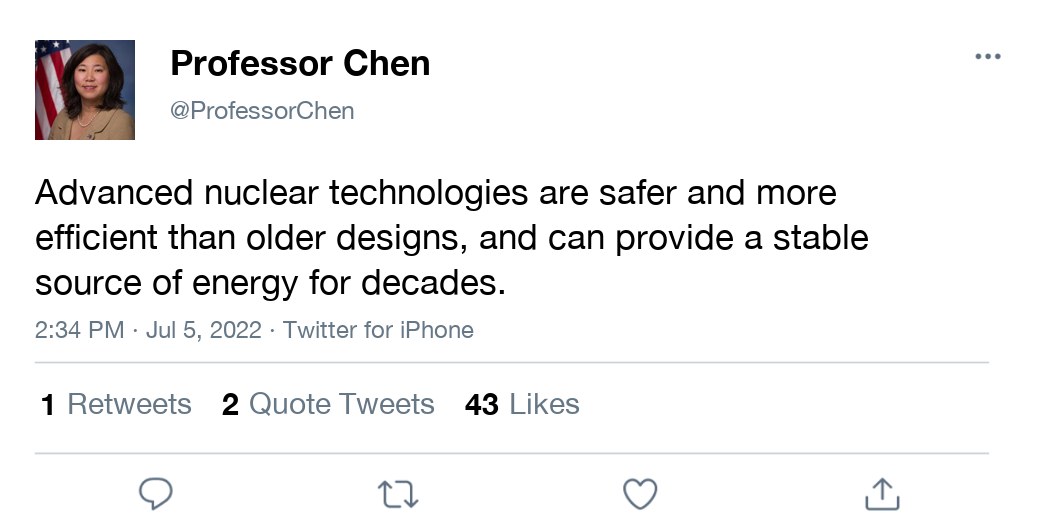 Professor Chen
@ProfessorChen
Advanced nuclear technologies are safer and more
efficient than older designs, and can provide a stable
source of energy for decades.
2:34 PM · Jul 5, 2022 · Twitter for iPhone
1 Retweets 2 Quote Tweets 43 Likes